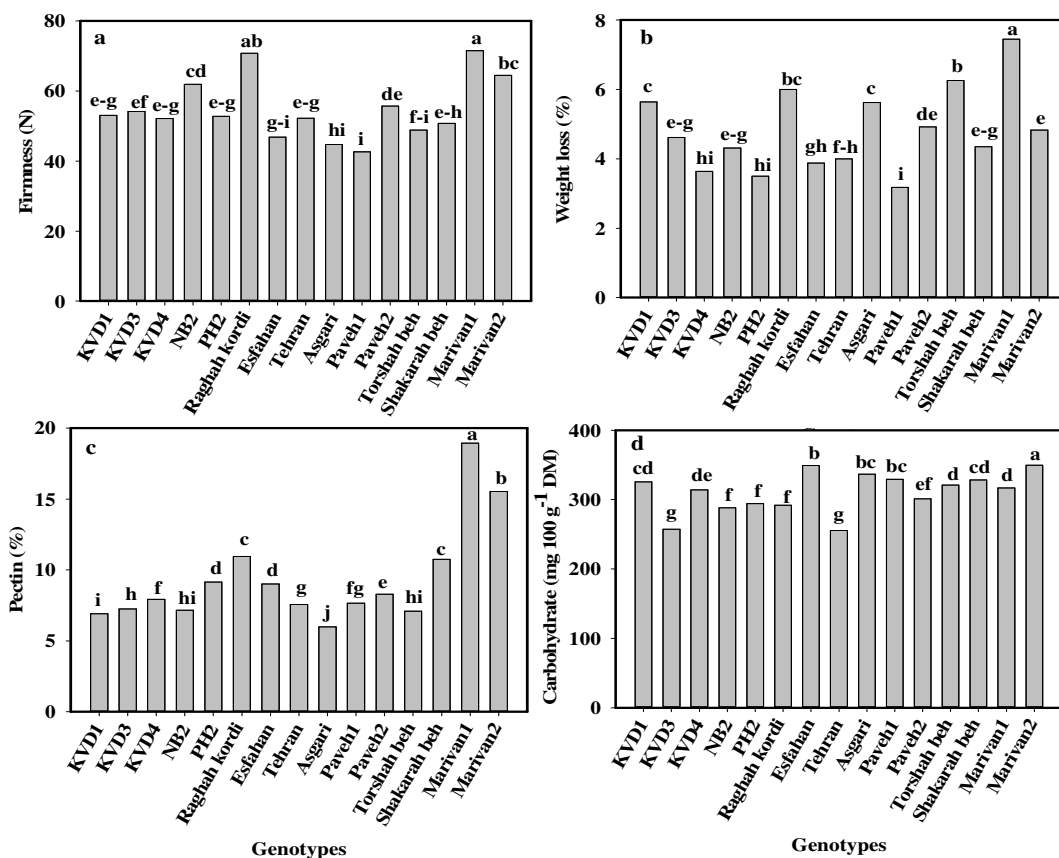 a
Firmness (N)
80
60
40
20
0
e-g
ef
e-g
cd
e-g
ab
g-i
e-g
hi
i
de
f-i
e-h
a
bc
KVD1
KVD3
KVD4
NB2
PH2
Raghah kordi
Esfahan
Tehran
Asgari
Paveh1
Paveh2
Torshah beh
Shakarah beh
Marivan1
Marivan2
b
Weight loss (%)
8
6
4
2
0
c
e-g
hi
e-g
hi
bc
gh
f-h
c
i
de
b
e-g
a
e
KVD1
KVD3
KVD4
NB2
PH2
Raghah kordi
Esfahan
Tehran
Asgari
Paveh1
Paveh2
Torshah beh
Shakarah beh
Marivan1
Marivan2
c
Pectin (%)
20
15
10
5
0
i
h
f
hi
d
c
d
g
j
fg
e
hi
c
a
b
KVD1
KVD3
KVD4
NB2
PH2
Raghah kordi
Esfahan
Tehran
Asgari
Paveh1
Paveh2
Torshah beh
Shakarah beh
Marivan1
Marivan2
Genotypes
d
Carbohydrate (mg 100 g⁻¹ DM)
400
300
200
100
0
cd
g
de
f
f
f
b
g
bc
bc
ef
d
cd
d
a
KVD1
KVD3
KVD4
NB2
PH2
Raghah kordi
Esfahan
Tehran
Asgari
Paveh1
Paveh2
Torshah beh
Shakarah beh
Marivan1
Marivan2
Genotypes